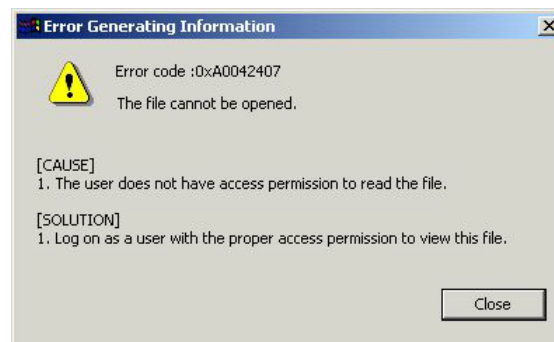 Error Generating Information
Error code :0xA0042407
The file cannot be opened.
[CAUSE]
1. The user does not have access permission to read the file.
[SOLUTION]
1. Log on as a user with the proper access permission to view this file.
Close